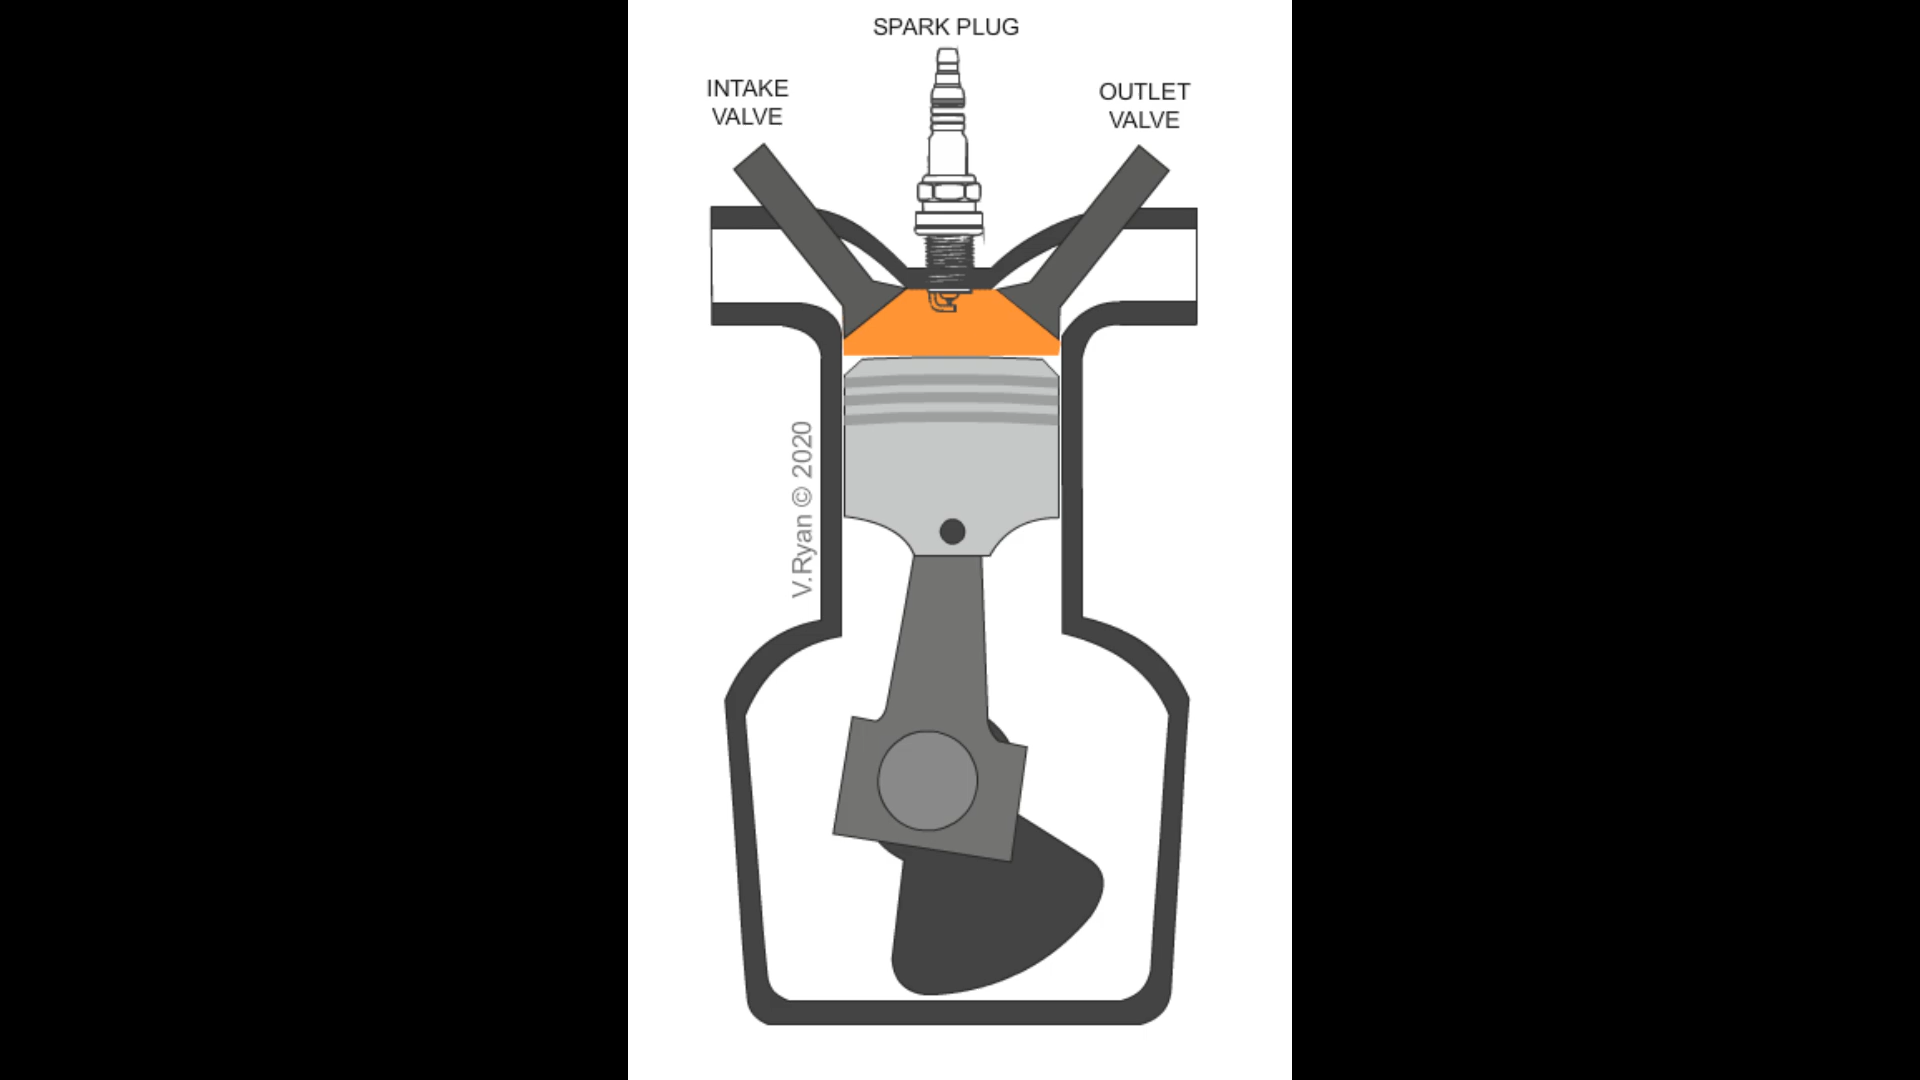 SPARK PLUG
INTAKE
VALVE
OUTLET
VALVE
V.Ryan © 2020